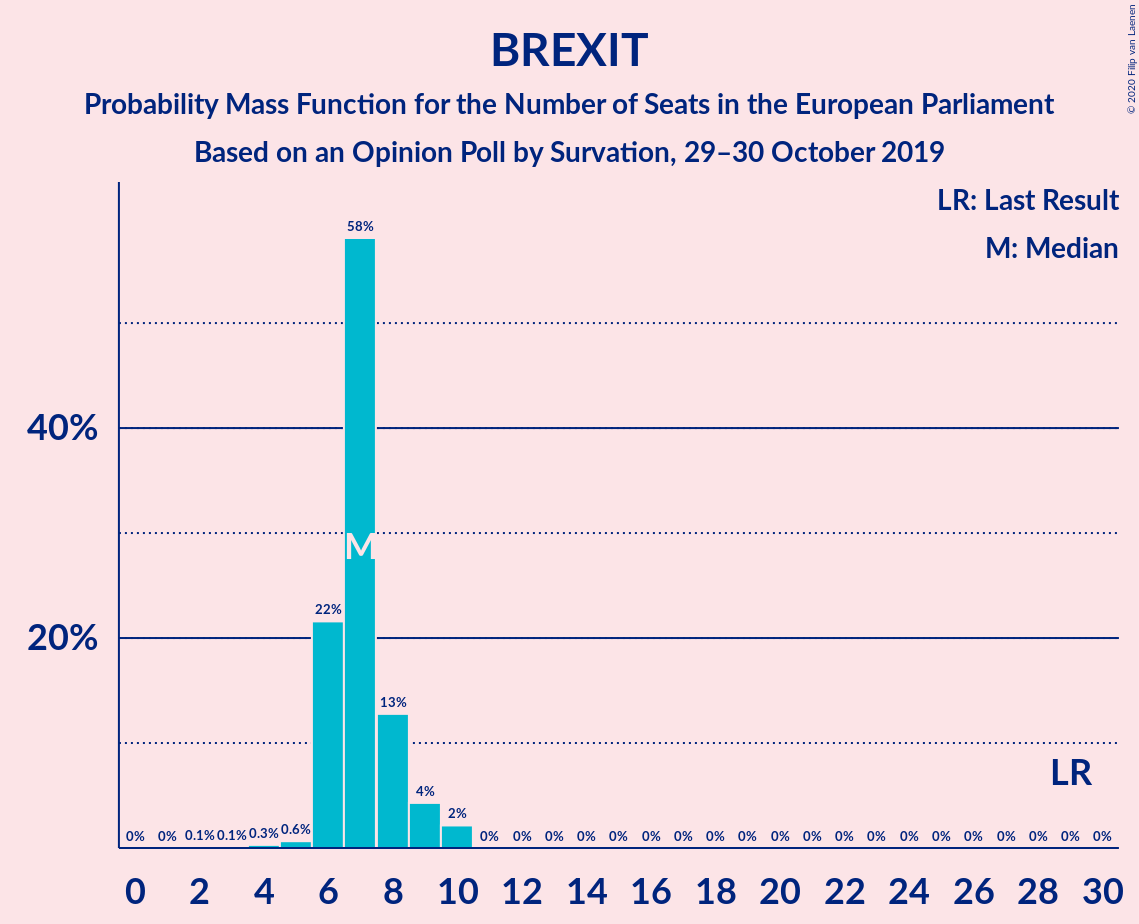 BREXIT
Probability Mass Function for the Number of Seats in the European Parliament
Based on an Opinion Poll by Survation, 29–30 October 2019
© 2020 Filip van Laenen
LR: Last Result
M: Median
58%
40%
M
22%
20%
13%
LR
4%
2%
0% 0% 0.1% 0.1% 0.3% 0.6% 0% 0% 0% 0% 0% 0% 0% 0% 0% 0% 0% 0% 0% 0% 0% 0% 0% 0% 0% 0%
0 2 4 6 8 10 12 14 16 18 20 22 24 26 28 30